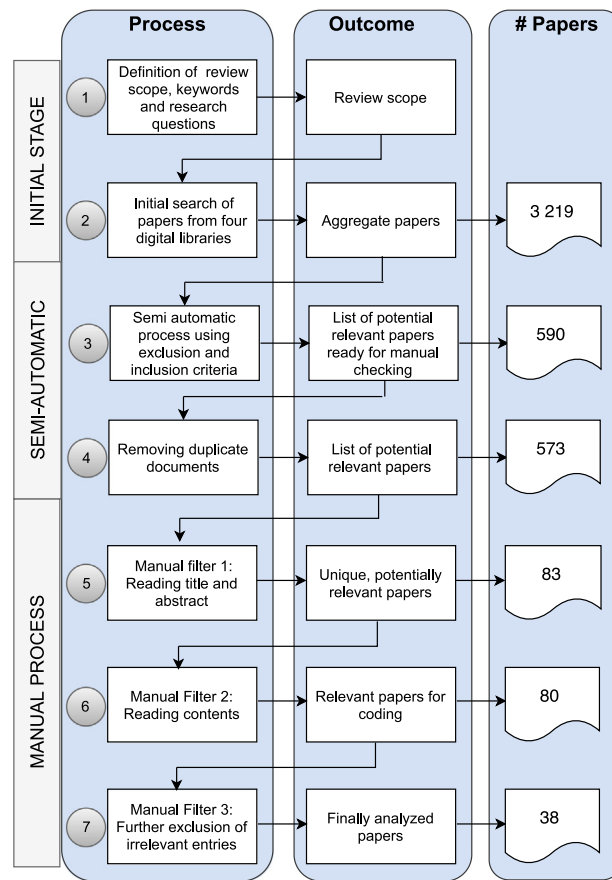 Process
Outcome
# Papers
INITIAL STAGE
1
Definition of review
scope, keywords
and research
questions
Review scope
2
Initial search of
papers from four
digital libraries
Aggregate papers
3 219
SEMI-AUTOMATIC
3
Semi automatic
process using
exclusion and
inclusion criteria
List of potential
relevant papers
ready for manual
checking
590
4
Removing duplicate
documents
List of potential
relevant papers
573
MANUAL PROCESS
5
Manual filter 1:
Reading title and
abstract
Unique, potentially
relevant papers
83
6
Manual Filter 2:
Reading contents
Relevant papers for
coding
80
7
Manual Filter 3:
Further exclusion of
irrelevant entries
Finally analyzed
papers
38